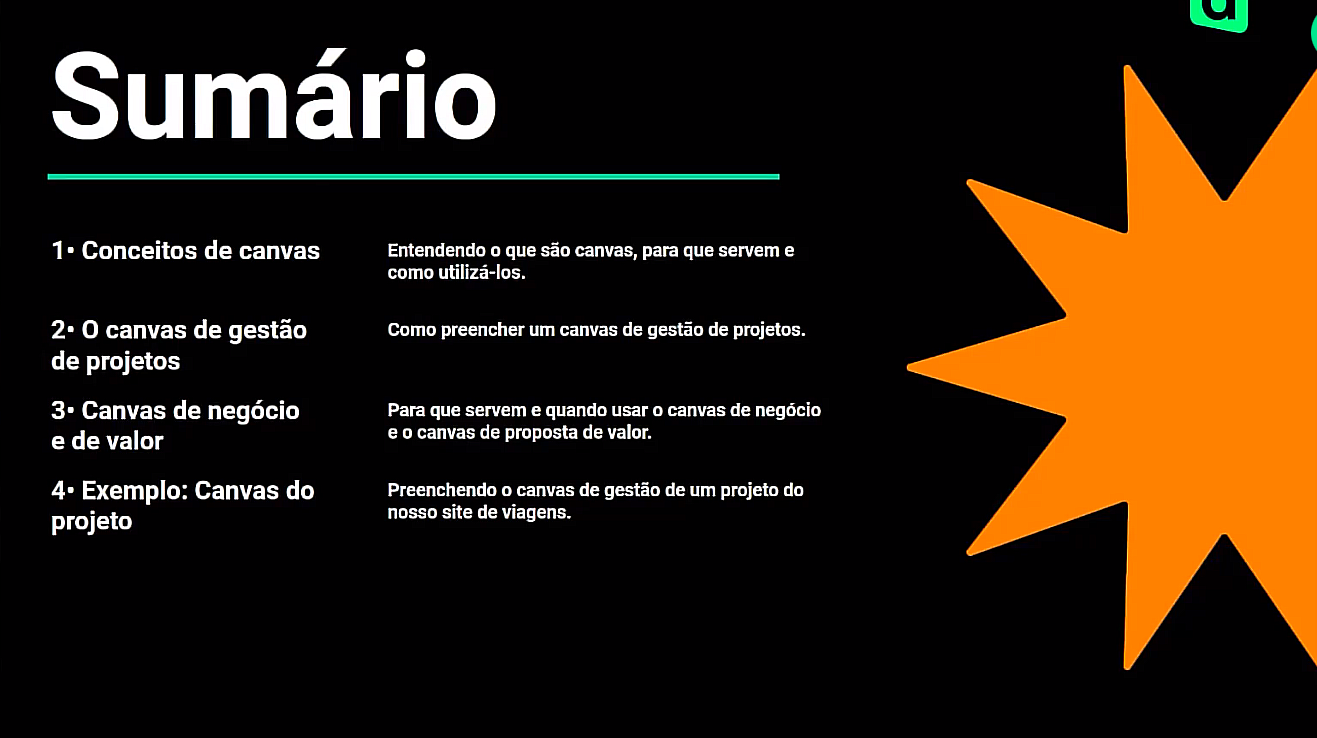 Sumário
1• Conceitos de canvas
Entendendo o que são canvas, para que servem e
como utilizá-los.
2• O canvas de gestão
de projetos
Como preencher um canvas de gestão de projetos.
3• Canvas de negócio
e de valor
Para que servem e quando usar o canvas de negócio
e o canvas de proposta de valor.
4• Exemplo: Canvas do
projeto
Preenchendo o canvas de gestão de um projeto do
nosso site de viagens.